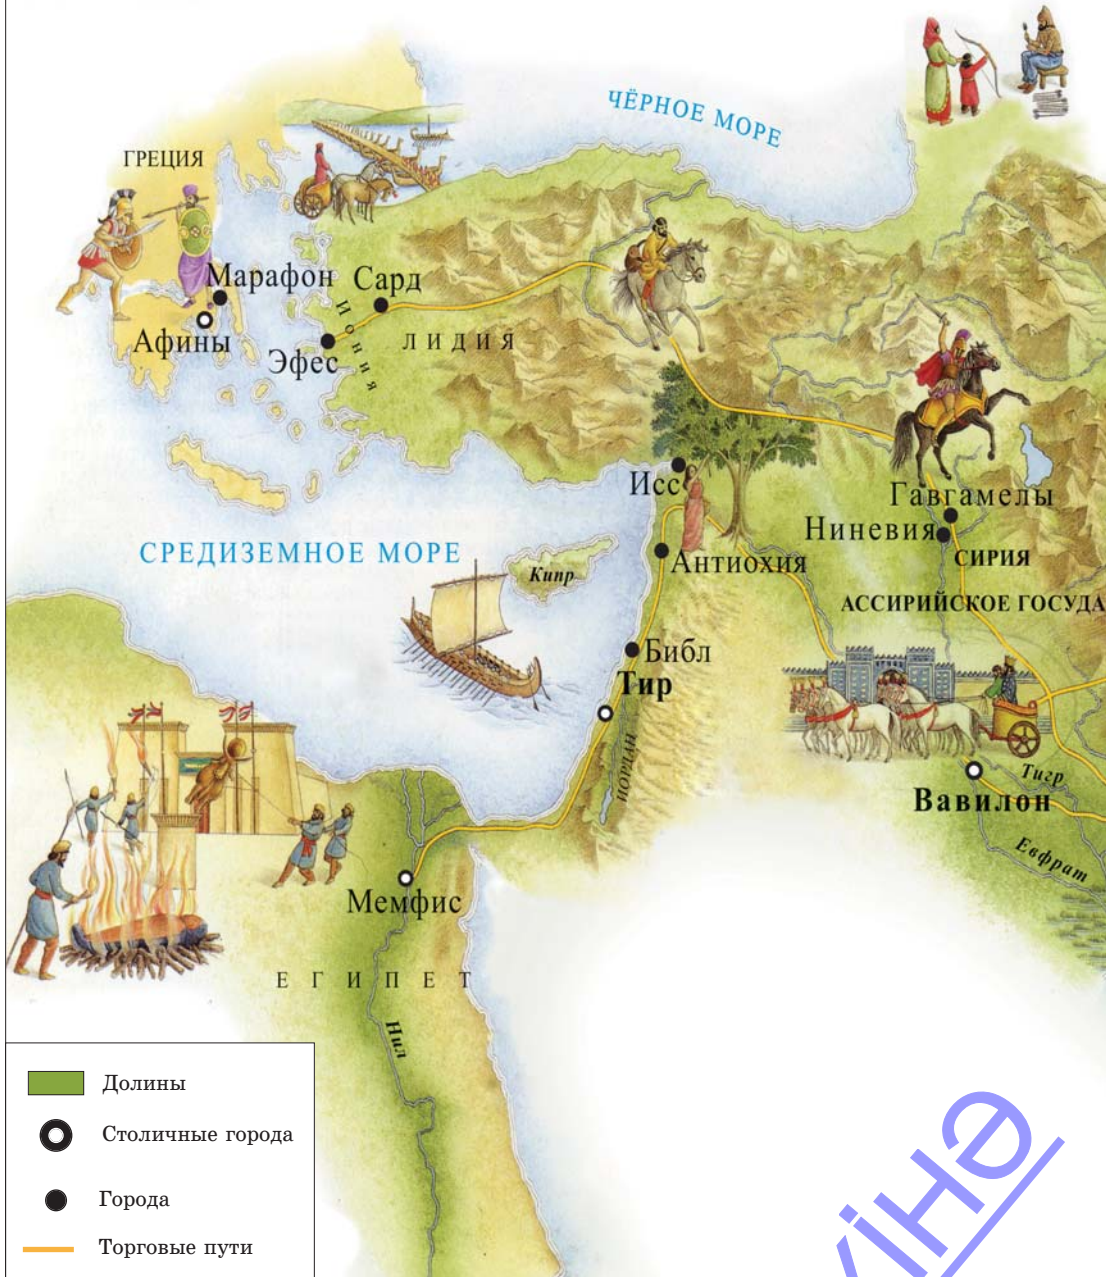 ЧЁРНОЕ МОРЕ
ГРЕЦИЯ
Марафон
Сард
Афины
Эфес
Иония
ЛИДИЯ
Исс
Гавгамелы
Ниневия
СИРИЯ
СРЕДИЗЕМНОЕ МОРЕ
Кипр
Антиохия
АССИРИЙСКОЕ ГОСУДА
Библ
Тир
ИОРДАН
Тигр
Вавилон
Евфрат
Мемфис
ЕГИПЕТ
Нил
Долины
Столичные города
Города
Торговые пути